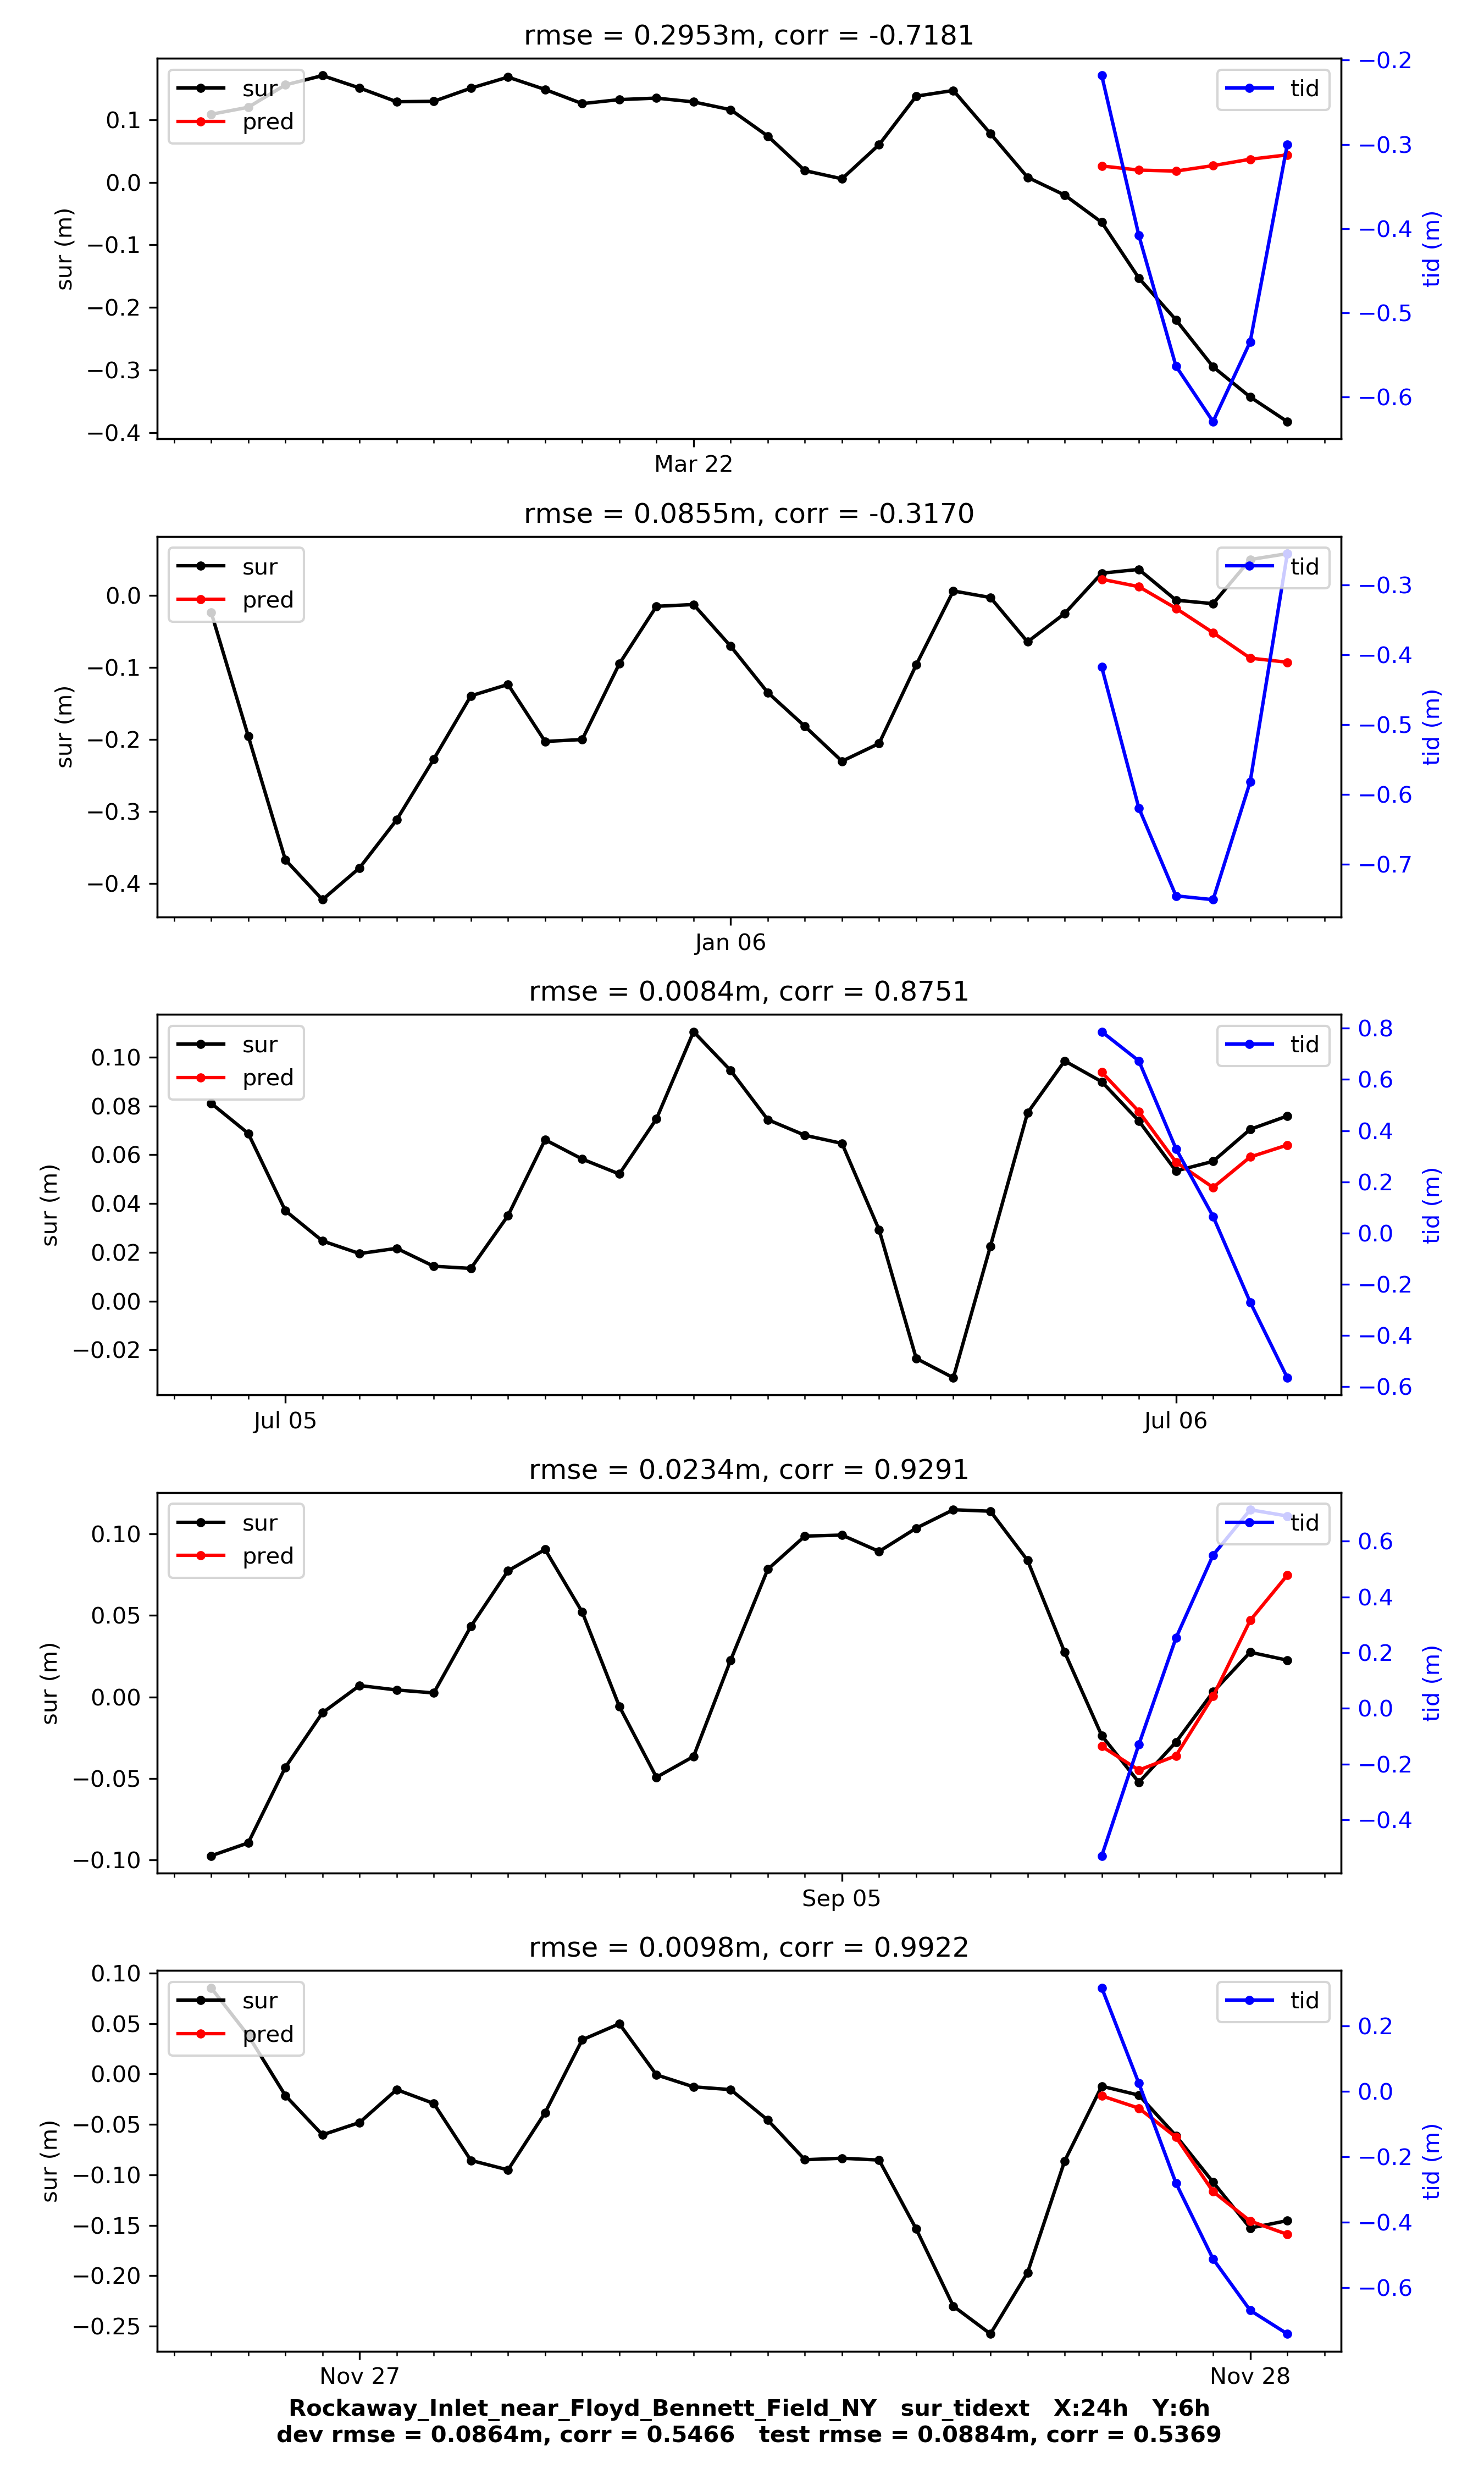 rmse = 0.2953m, corr = -0.7181
sur
pred
tid
0.1
0.0
−0.1
−0.2
−0.3
−0.4
sur (m)
−0.2
−0.3
−0.4
−0.5
−0.6
tid (m)
Mar 22
rmse = 0.0855m, corr = -0.3170
sur
pred
tid
0.0
−0.1
−0.2
−0.3
−0.4
sur (m)
−0.3
−0.4
−0.5
−0.6
−0.7
tid (m)
Jan 06
rmse = 0.0084m, corr = 0.8751
sur
pred
tid
0.10
0.08
0.06
0.04
0.02
0.00
−0.02
sur (m)
0.8
0.6
0.4
0.2
0.0
−0.2
−0.4
−0.6
tid (m)
Jul 05
Jul 06
rmse = 0.0234m, corr = 0.9291
sur
pred
tid
0.10
0.05
0.00
−0.05
−0.10
sur (m)
0.6
0.4
0.2
0.0
−0.2
−0.4
tid (m)
Sep 05
rmse = 0.0098m, corr = 0.9922
sur
pred
tid
0.10
0.05
0.00
−0.05
−0.10
−0.15
−0.20
−0.25
sur (m)
0.2
0.0
−0.2
−0.4
−0.6
tid (m)
Nov 27
Nov 28
Rockaway_Inlet_near_Floyd_Bennett_Field_NY   sur_tidext   X:24h   Y:6h
dev rmse = 0.0864m, corr = 0.5466   test rmse = 0.0884m, corr = 0.5369